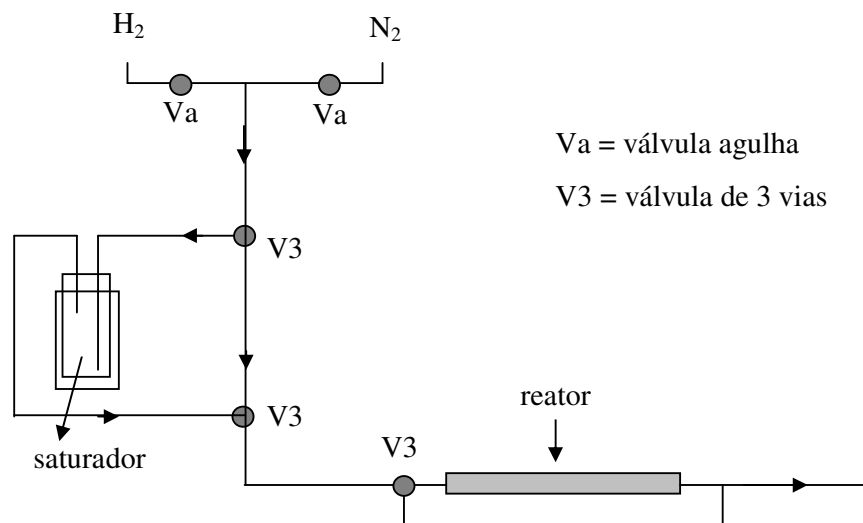 H₂
N₂
Va
Va
Va = válvula agulha
V3 = válvula de 3 vias
V3
V3
reator
V3
saturador